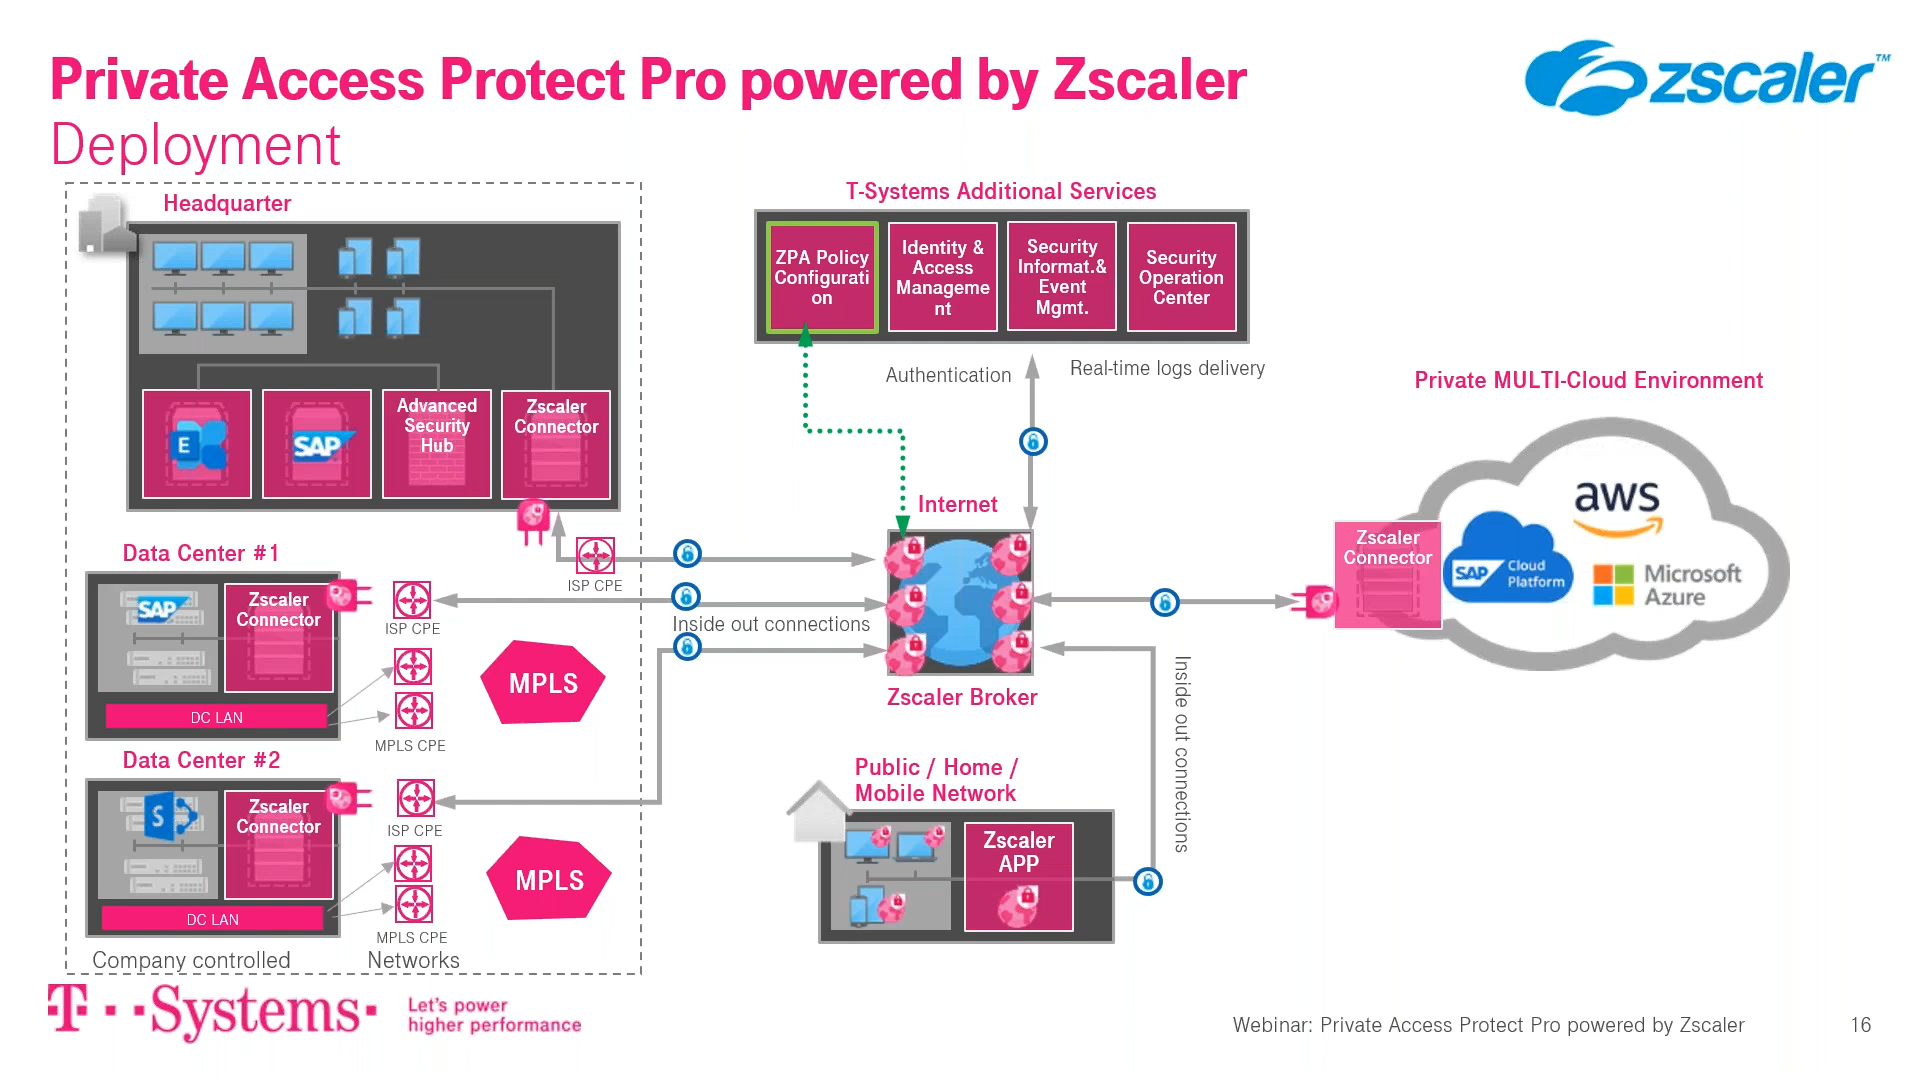 Private Access Protect Pro powered by Zscaler
Deployment
zscaler™
Headquarter
E
SAP
Advanced
Security
Hub
Zscaler
Connector
ISP CPE
Data Center #1
SAP
Zscaler
Connector
DC LAN
ISP CPE
MPLS CPE
MPLS
Data Center #2
S
Zscaler
Connector
DC LAN
ISP CPE
MPLS CPE
MPLS
Company controlled
Networks
T-Systems Additional Services
ZPA Policy
Configurati
on
Identity &
Access
Manageme
nt
Security
Informat.&
Event
Mgmt.
Security
Operation
Center
Authentication
Real-time logs delivery
Internet
Inside out connections
Zscaler Broker
Inside out connections
Public / Home /
Mobile Network
Zscaler
APP
Private MULTI-Cloud Environment
Zscaler
Connector
aws
SAP Cloud
Platform
Microsoft
Azure
T··Systems·
Let's power
higher performance
Webinar: Private Access Protect Pro powered by Zscaler
16